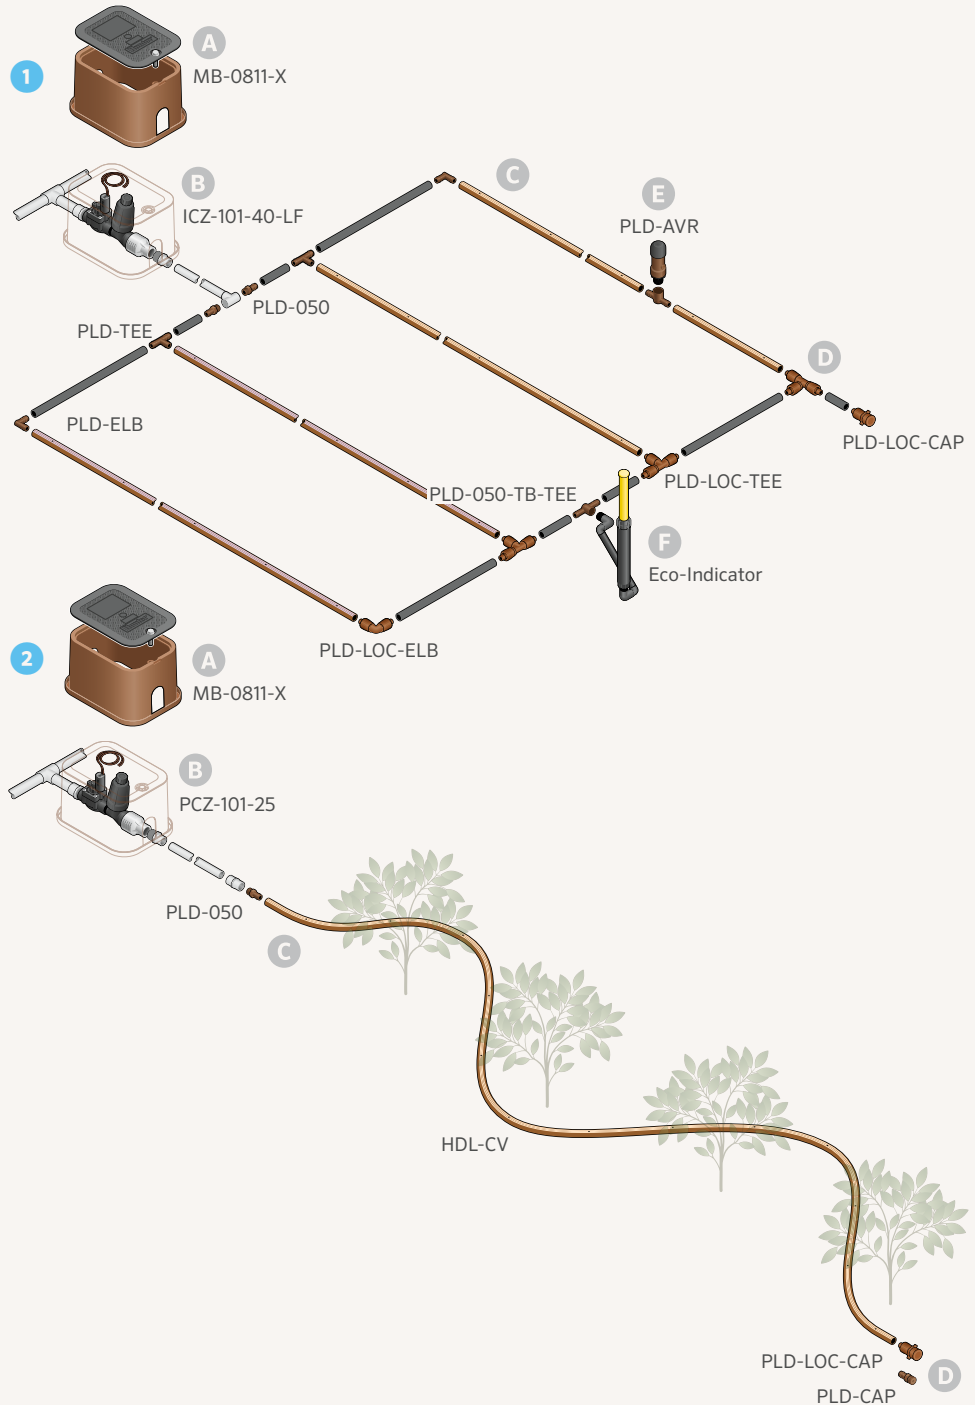 1
A
MB-0811-X
B
ICZ-101-40-LF
C
E
PLD-AVR
PLD-050
PLD-TEE
D
PLD-ELB
PLD-LOC-CAP
PLD-LOC-TEE
PLD-050-TB-TEE
F
Eco-Indicator
PLD-LOC-ELB
2
A
MB-0811-X
B
PCZ-101-25
PLD-050
C
HDL-CV
PLD-LOC-CAP
D
PLD-CAP